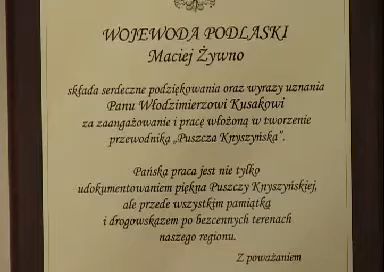 WOJEWODA PODLASKI
Maciej Żywno
składa serdeczne podziękowania oraz wyrazy uznania
Panu Włodzimierzowi Kusakowi
za zaangażowanie i pracę włożoną w tworzenie
przewodnika „Puszcza Knyszyńska”.
Pańska praca jest nie tylko
udokumentowaniem piękna Puszczy Knyszyńskiej,
ale przede wszystkim pamiątką
i drogowskazem po bezcennych terenach
naszego regionu.
Z poważaniem